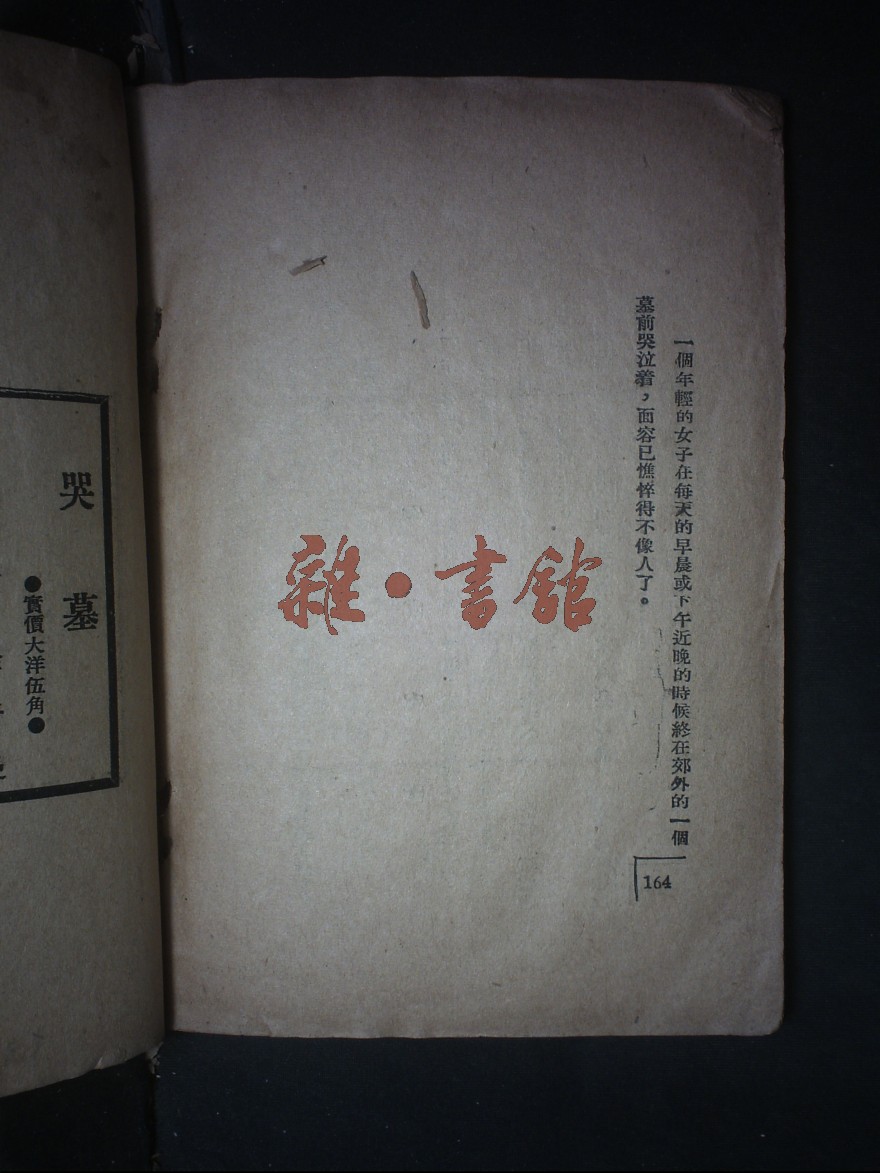 一個年輕的女子在每天的早晨或下午近晚的時候終在郊外的一個
墓前哭泣着，面容已憔悴得不像人了。
164
雜•書館
哭墓
●實價大洋伍角●